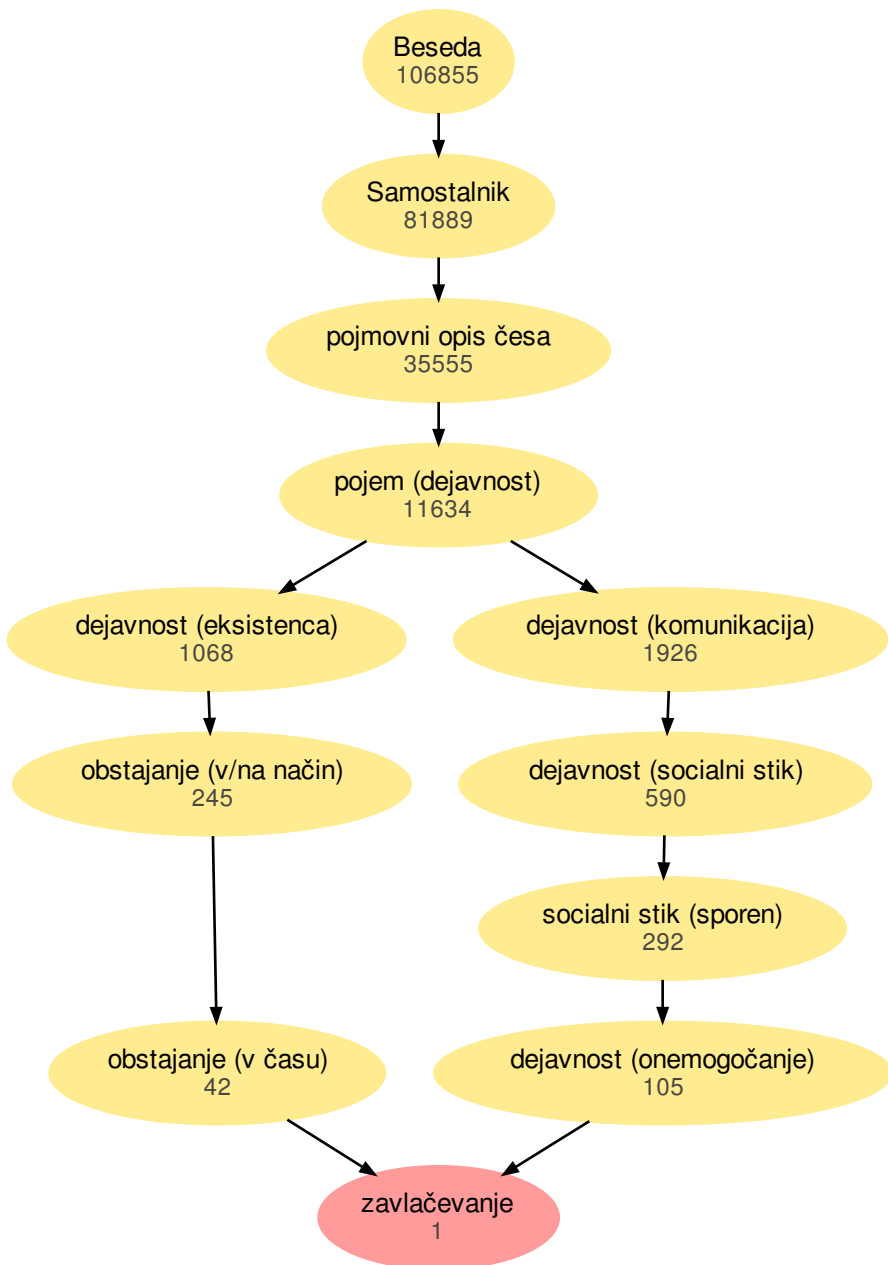 Beseda
106855
Samostalnik
81889
pojmovni opis česa
35555
pojem (dejavnost)
11634
dejavnost (eksistenca)
1068
dejavnost (komunikacija)
1926
obstajanje (v/na način)
245
dejavnost (socialni stik)
590
socialni stik (sporen)
292
obstajanje (v času)
42
dejavnost (onemogočanje)
105
zavlačevanje
1